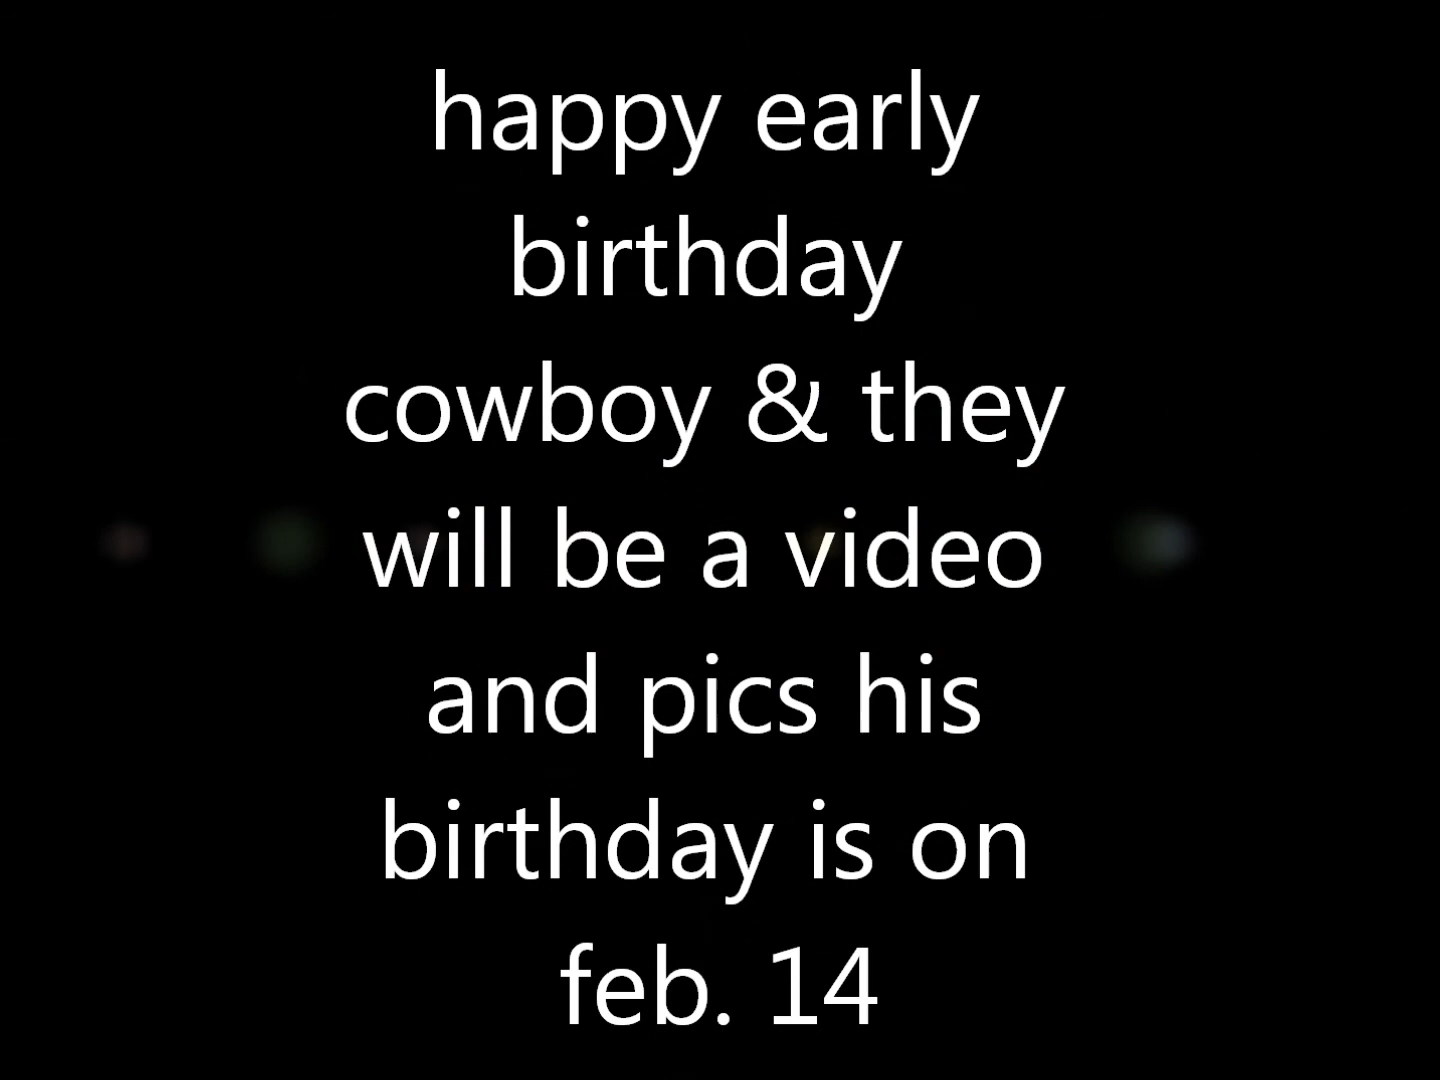 happy early
birthday
cowboy & they
will be a video
and pics his
birthday is on
feb. 14